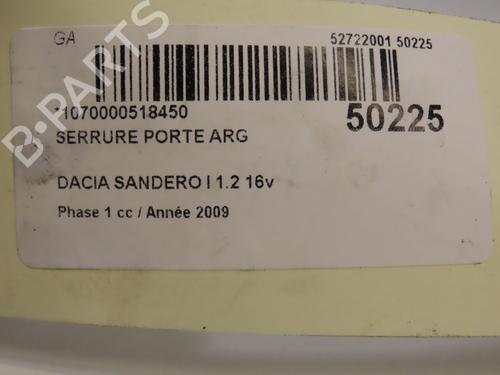 GA
52722001 50225
*1070000518450
50225
SERRURE PORTE ARG
DACIA SANDERO I 1.2 16v
Phase 1 cc / Année 2009
B-PARTS